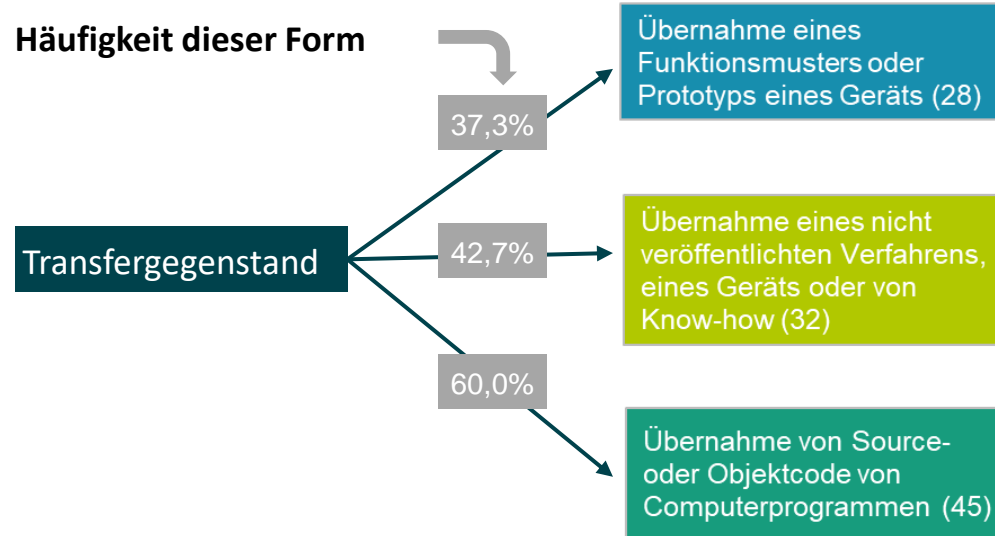 Häufigkeit dieser Form
Übernahme eines
Funktionsmusters oder
Prototyps eines Geräts (28)
37,3%
Transfergegenstand
42,7%
Übernahme eines nicht
veröffentlichten Verfahrens,
eines Geräts oder von
Know-how (32)
60,0%
Übernahme von Source-
oder Objektcode von
Computerprogrammen (45)